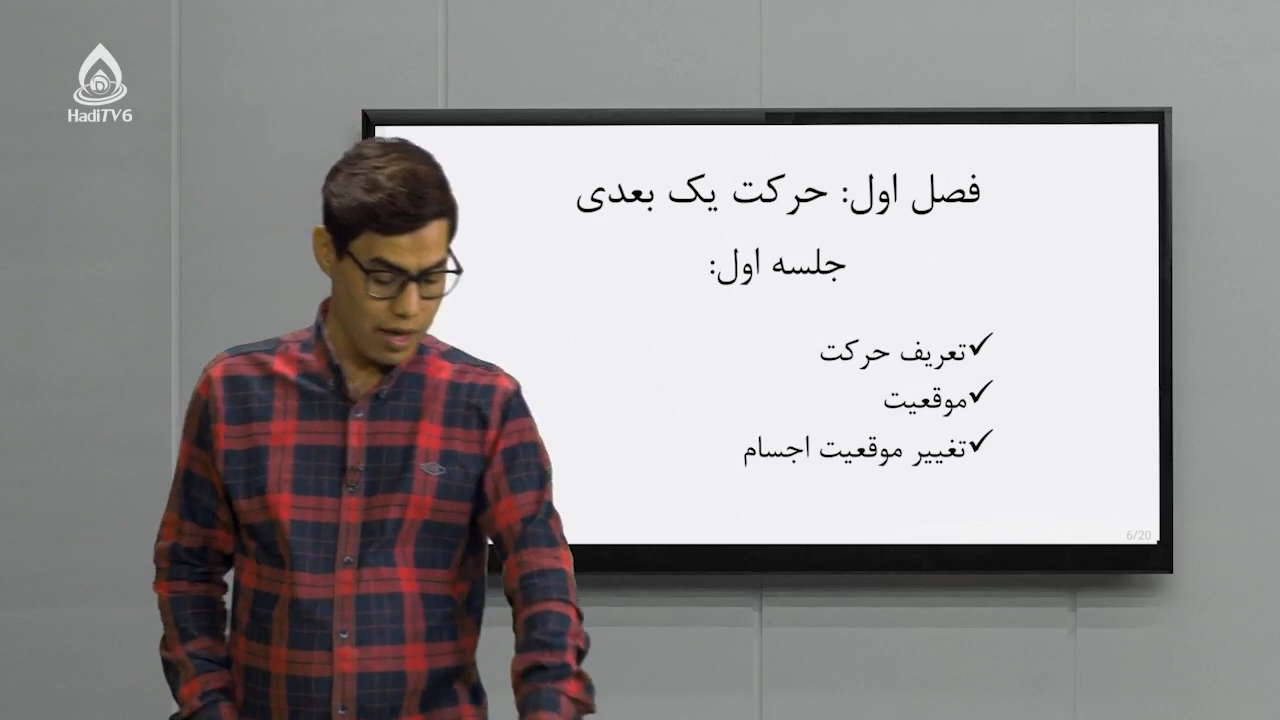 HadiTV6
فصل اول: حرکت یک بعدی
جلسه اول:
✓تعریف حرکت
✓موقعیت
✓تغییر موقعیت اجسام
6/20